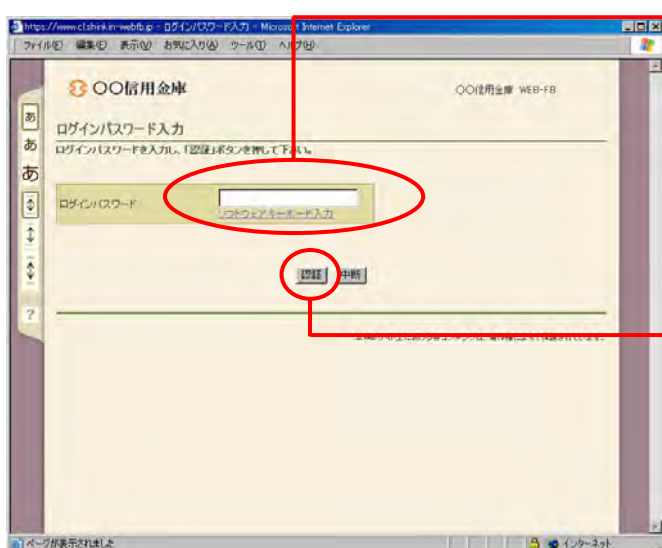 https://www.cf.shinkin-webfb.jp - ログインパスワード入力 - Microsoft Internet Explorer
ファイル(F) 編集(E) 表示(V) お気に入り(A) ツール(T) ヘルプ(H)
〇〇信用金庫
〇〇信用金庫 WEB-FB
あ
あ
あ
?
ログインパスワード入力
ログインパスワードを入力し、「認証」ボタンを押して下さい。
ログインパスワード
ソフトウェアキーボード入力
認証 中断
ページが表示されました
インターネット